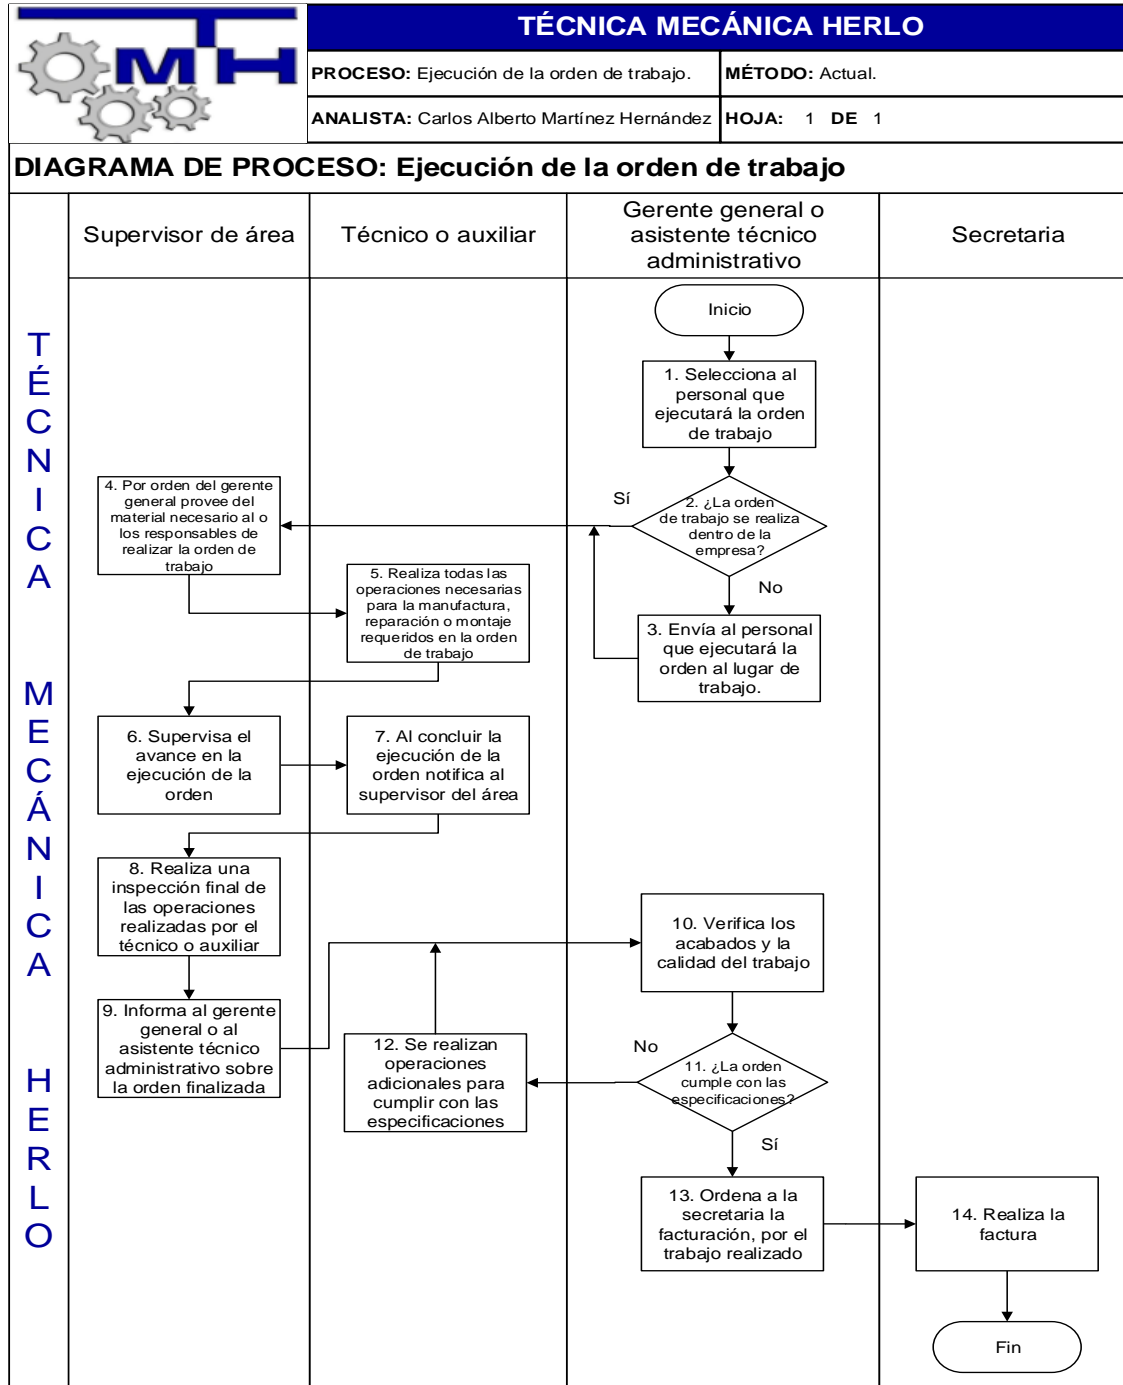 MTH
TÉCNICA MECÁNICA HERLO
PROCESO: Ejecución de la orden de trabajo.
MÉTODO: Actual.
ANALISTA: Carlos Alberto Martínez Hernández
HOJA: 1 DE 1
DIAGRAMA DE PROCESO: Ejecución de la orden de trabajo
TÉCNICA MECÁNICA HERLO
Supervisor de área
Técnico o auxiliar
Gerente general o
asistente técnico
administrativo
Secretaria
Inicio
1. Selecciona al
personal que
ejecutará la orden
de trabajo
2. ¿La orden
de trabajo se realiza
dentro de la
empresa?
Sí
No
3. Envía al personal
que ejecutará la
orden al lugar de
trabajo.
4. Por orden del gerente
general provee del
material necesario al o
los responsables de
realizar la orden de
trabajo
5. Realiza todas las
operaciones necesarias
para la manufactura,
reparación o montaje
requeridos en la orden
de trabajo
6. Supervisa el
avance en la
ejecución de la
orden
7. Al concluir la
ejecución de la
orden notifica al
supervisor del área
8. Realiza una
inspección final de
las operaciones
realizadas por el
técnico o auxiliar
9. Informa al gerente
general o al
asistente técnico
administrativo sobre
la orden finalizada
10. Verifica los
acabados y la
calidad del trabajo
11. ¿La orden
cumple con las
especificaciones?
No
Sí
12. Se realizan
operaciones
adicionales para
cumplir con las
especificaciones
13. Ordena a la
secretaria la
facturación, por el
trabajo realizado
14. Realiza la
factura
Fin